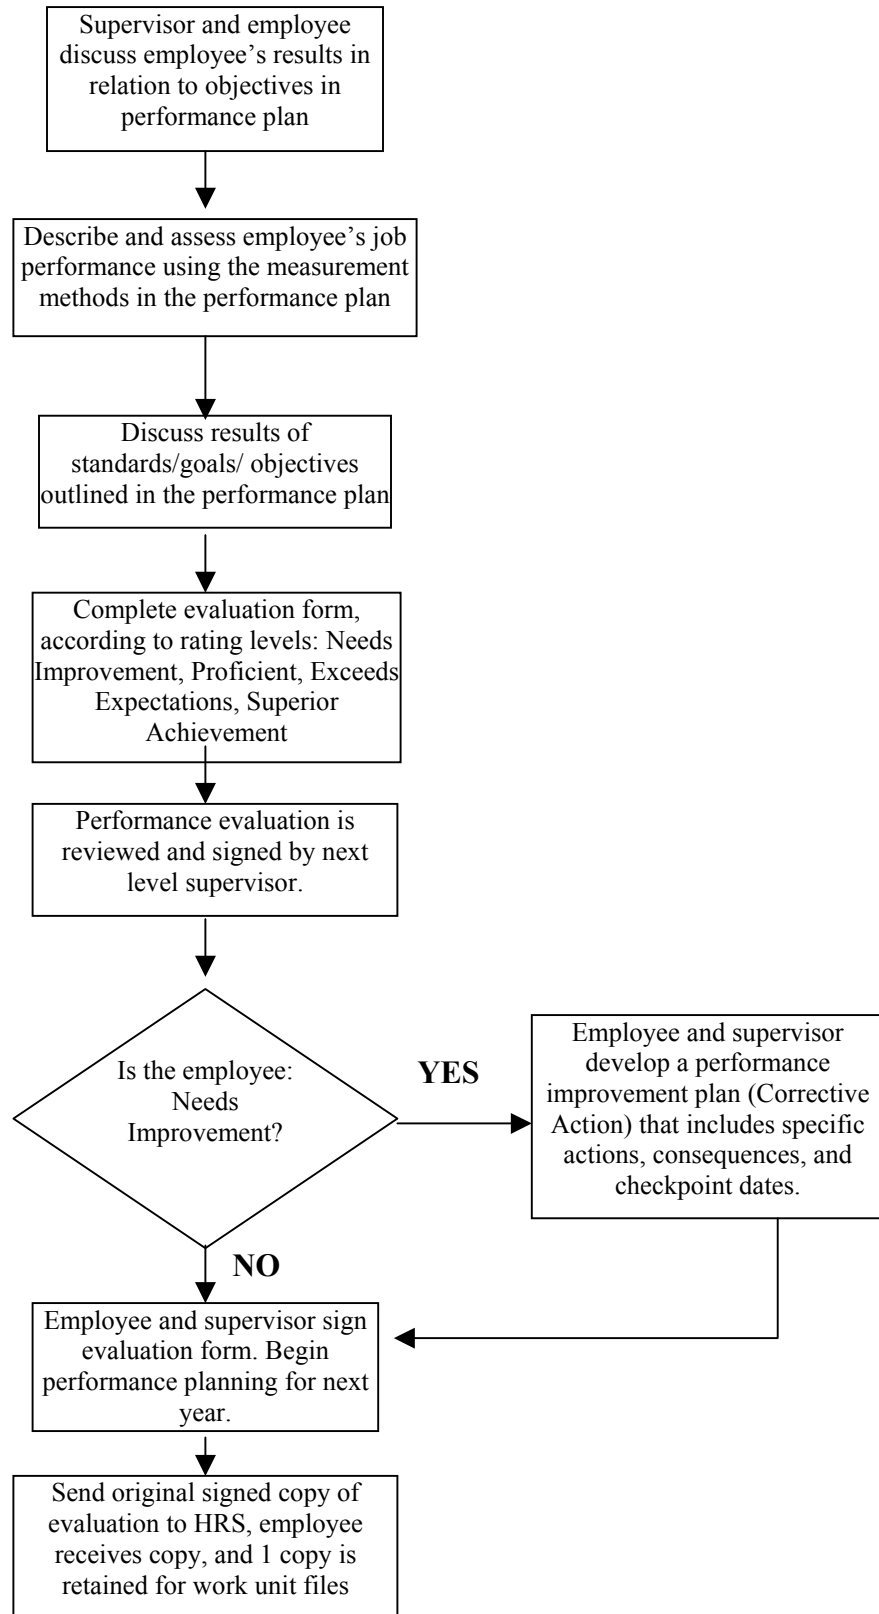 Supervisor and employee
discuss employee’s results in
relation to objectives in
performance plan
Describe and assess employee’s job
performance using the measurement
methods in the performance plan
Discuss results of
standards/goals/ objectives
outlined in the performance plan
Complete evaluation form,
according to rating levels: Needs
Improvement, Proficient, Exceeds
Expectations, Superior
Achievement
Performance evaluation is
reviewed and signed by next
level supervisor.
Is the employee:
Needs
Improvement?
YES
Employee and supervisor
develop a performance
improvement plan (Corrective
Action) that includes specific
actions, consequences, and
checkpoint dates.
NO
Employee and supervisor sign
evaluation form. Begin
performance planning for next
year.
Send original signed copy of
evaluation to HRS, employee
receives copy, and 1 copy is
retained for work unit files